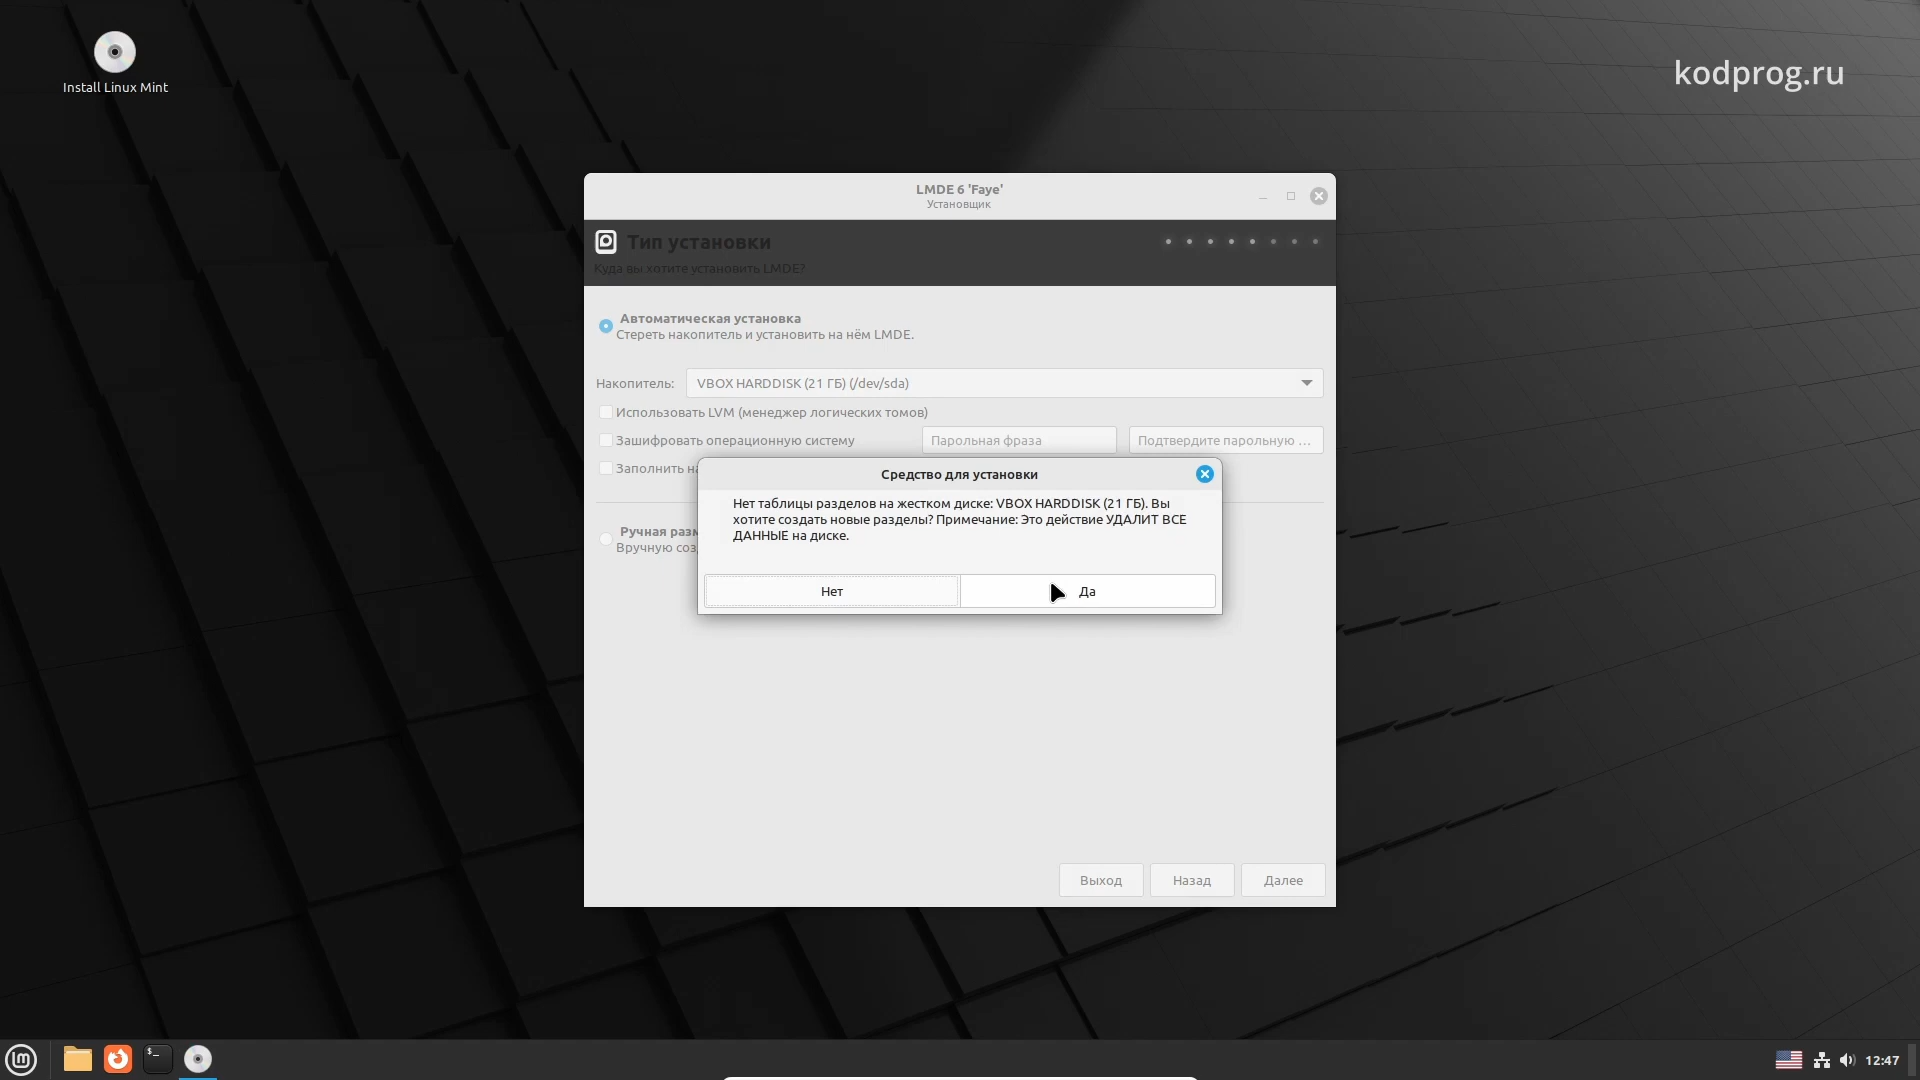 Install Linux Mint
kodprog.ru
LMDE 6 'Faye'
Установщик
Тип установки
Куда вы хотите установить LMDE?
Автоматическая установка
Стереть накопитель и установить на нём LMDE.
Накопитель: VBOX HARDDISK (21 ГБ) (/dev/sda)
Использовать LVM (менеджер логических томов)
Зашифровать операционную систему Парольная фраза Подтвердите парольную ...
Заполнить
Средство для установки
Нет таблицы разделов на жестком диске: VBOX HARDDISK (21 ГБ). Вы
хотите создать новые разделы? Примечание: Это действие УДАЛИТ ВСЕ
ДАННЫЕ на диске.
Ручная
Вручную
Нет Да
Выход Назад Далее
$_
12:47